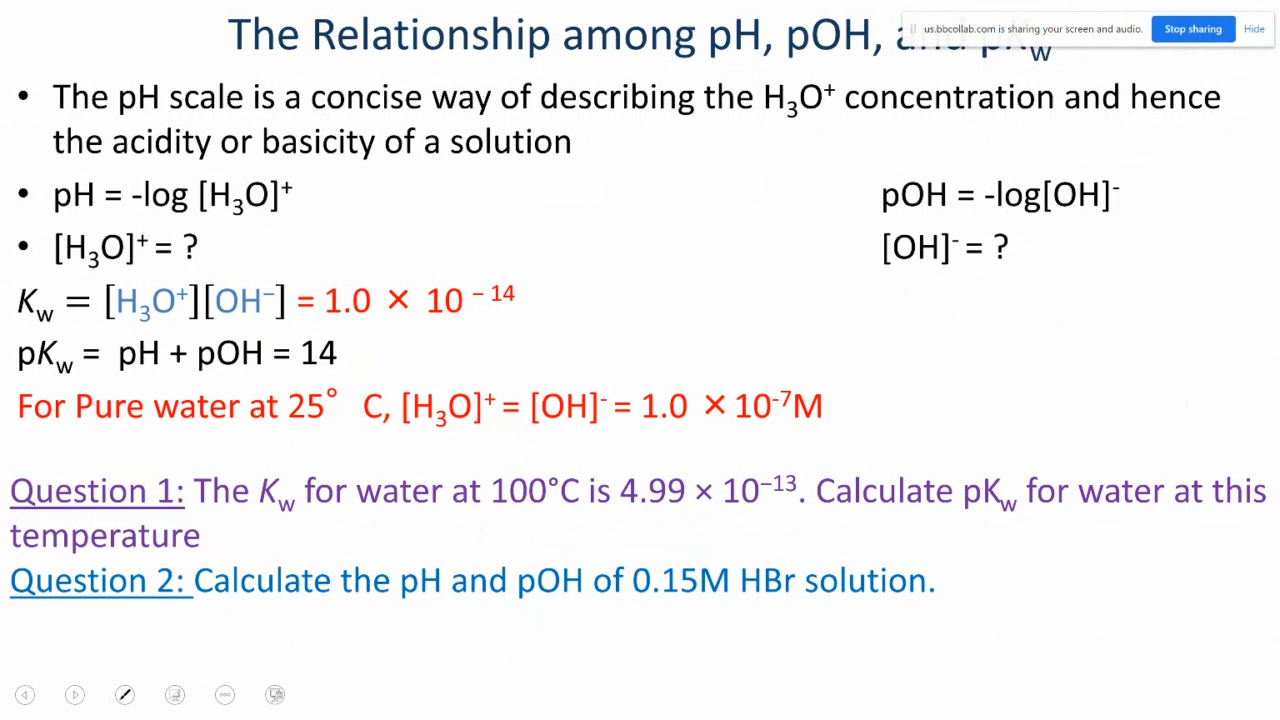 The Relationship among pH, pOH, and pKw
us.bbcollab.com is sharing your screen and audio. Stop sharing Hide
• The pH scale is a concise way of describing the H₃O⁺ concentration and hence
the acidity or basicity of a solution
• pH = -log [H₃O]⁺ pOH = -log[OH]⁻
• [H₃O]⁺ = ? [OH]⁻ = ?
Kw = [H₃O⁺][OH⁻] = 1.0 × 10⁻¹⁴
pKw = pH + pOH = 14
For Pure water at 25° C, [H₃O]⁺ = [OH]⁻ = 1.0 × 10⁻⁷M
Question 1: The Kw for water at 100°C is 4.99 × 10⁻¹³. Calculate pKw for water at this
temperature
Question 2: Calculate the pH and pOH of 0.15M HBr solution.